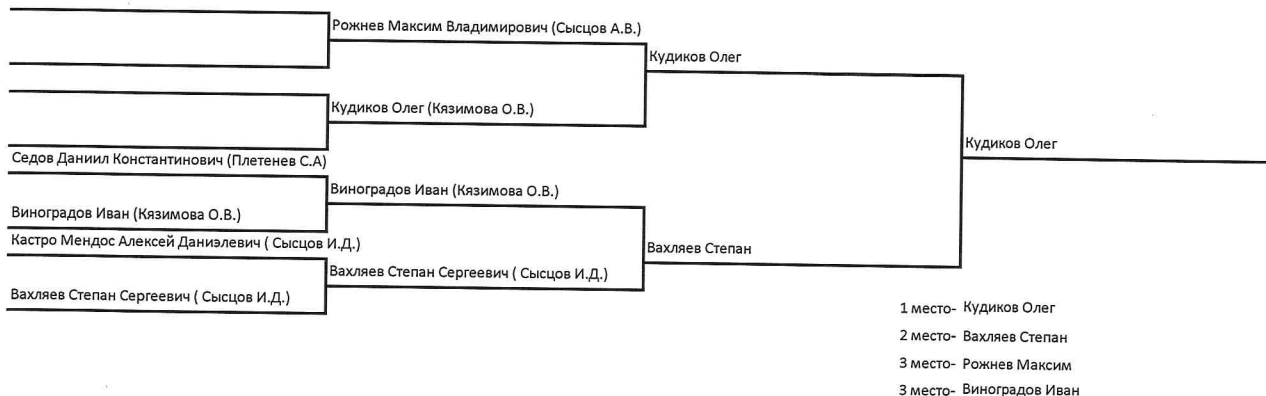 Рожнев Максим Владимирович (Сысцов А.В.)
Кудиков Олег
Кудиков Олег (Кязимова О.В.)
Кудиков Олег
Седов Даниил Константинович (Плетенев С.А)
Виноградов Иван (Кязимова О.В.)
Виноградов Иван (Кязимова О.В.)
Кастро Мендос Алексей Даниэлевич ( Сысцов И.Д.)
Вахляев Степан
Вахляев Степан Сергеевич ( Сысцов И.Д.)
Вахляев Степан Сергеевич ( Сысцов И.Д.)
1 место- Кудиков Олег
2 место- Вахляев Степан
3 место- Рожнев Максим
3 место- Виноградов Иван